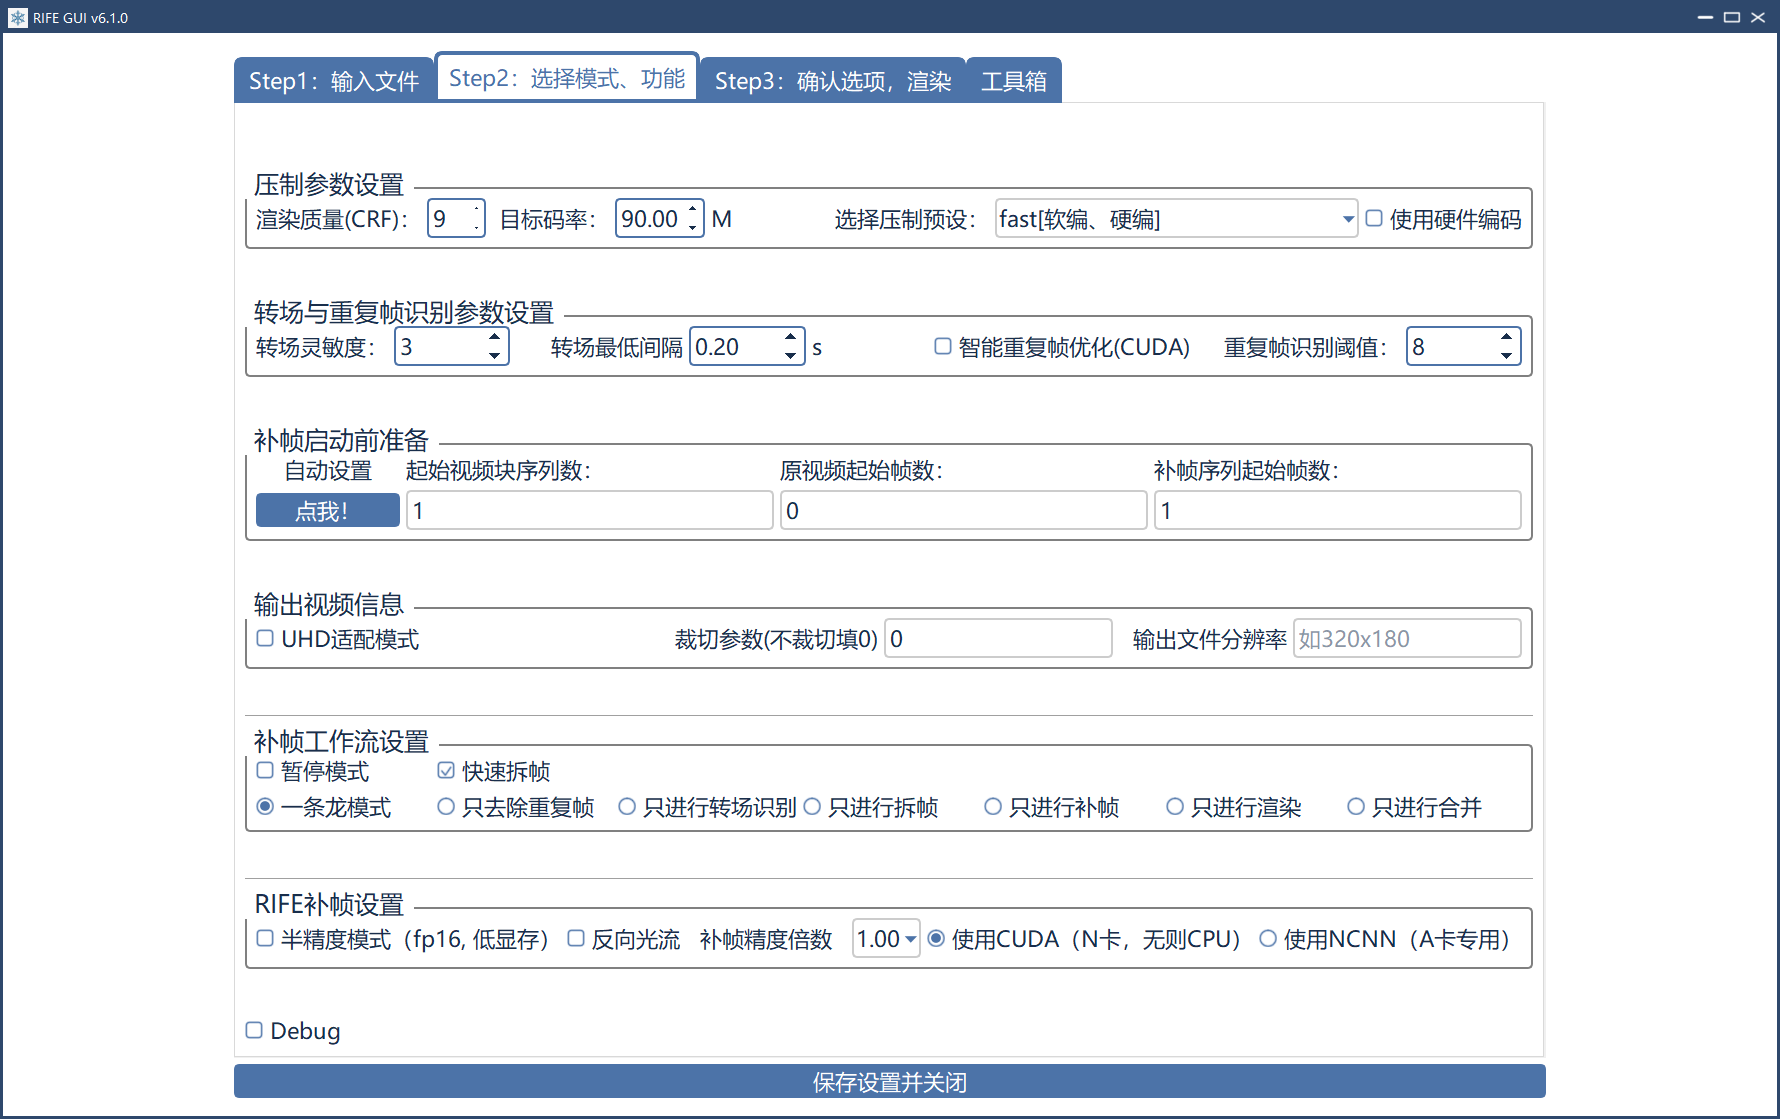 RIFE GUI v6.1.0
Step1：输入文件 Step2：选择模式、功能 Step3：确认选项，渲染 工具箱
压制参数设置
渲染质量(CRF)： 9 目标码率： 90.00 M 选择压制预设： fast[软编、硬编] 使用硬件编码
转场与重复帧识别参数设置
转场灵敏度： 3 转场最低间隔 0.20 s 智能重复帧优化(CUDA) 重复帧识别阈值： 8
补帧启动前准备
自动设置 起始视频块序列数： 原视频起始帧数： 补帧序列起始帧数：
点我！ 1 0 1
输出视频信息
UHD适配模式 裁切参数(不裁切填0) 0 输出文件分辨率 如320x180
补帧工作流设置
暂停模式 快速拆帧
一条龙模式 只去除重复帧 只进行转场识别 只进行拆帧 只进行补帧 只进行渲染 只进行合并
RIFE补帧设置
半精度模式（fp16, 低显存） 反向光流 补帧精度倍数 1.00 使用CUDA（N卡，无则CPU） 使用NCNN（A卡专用）
Debug
保存设置并关闭